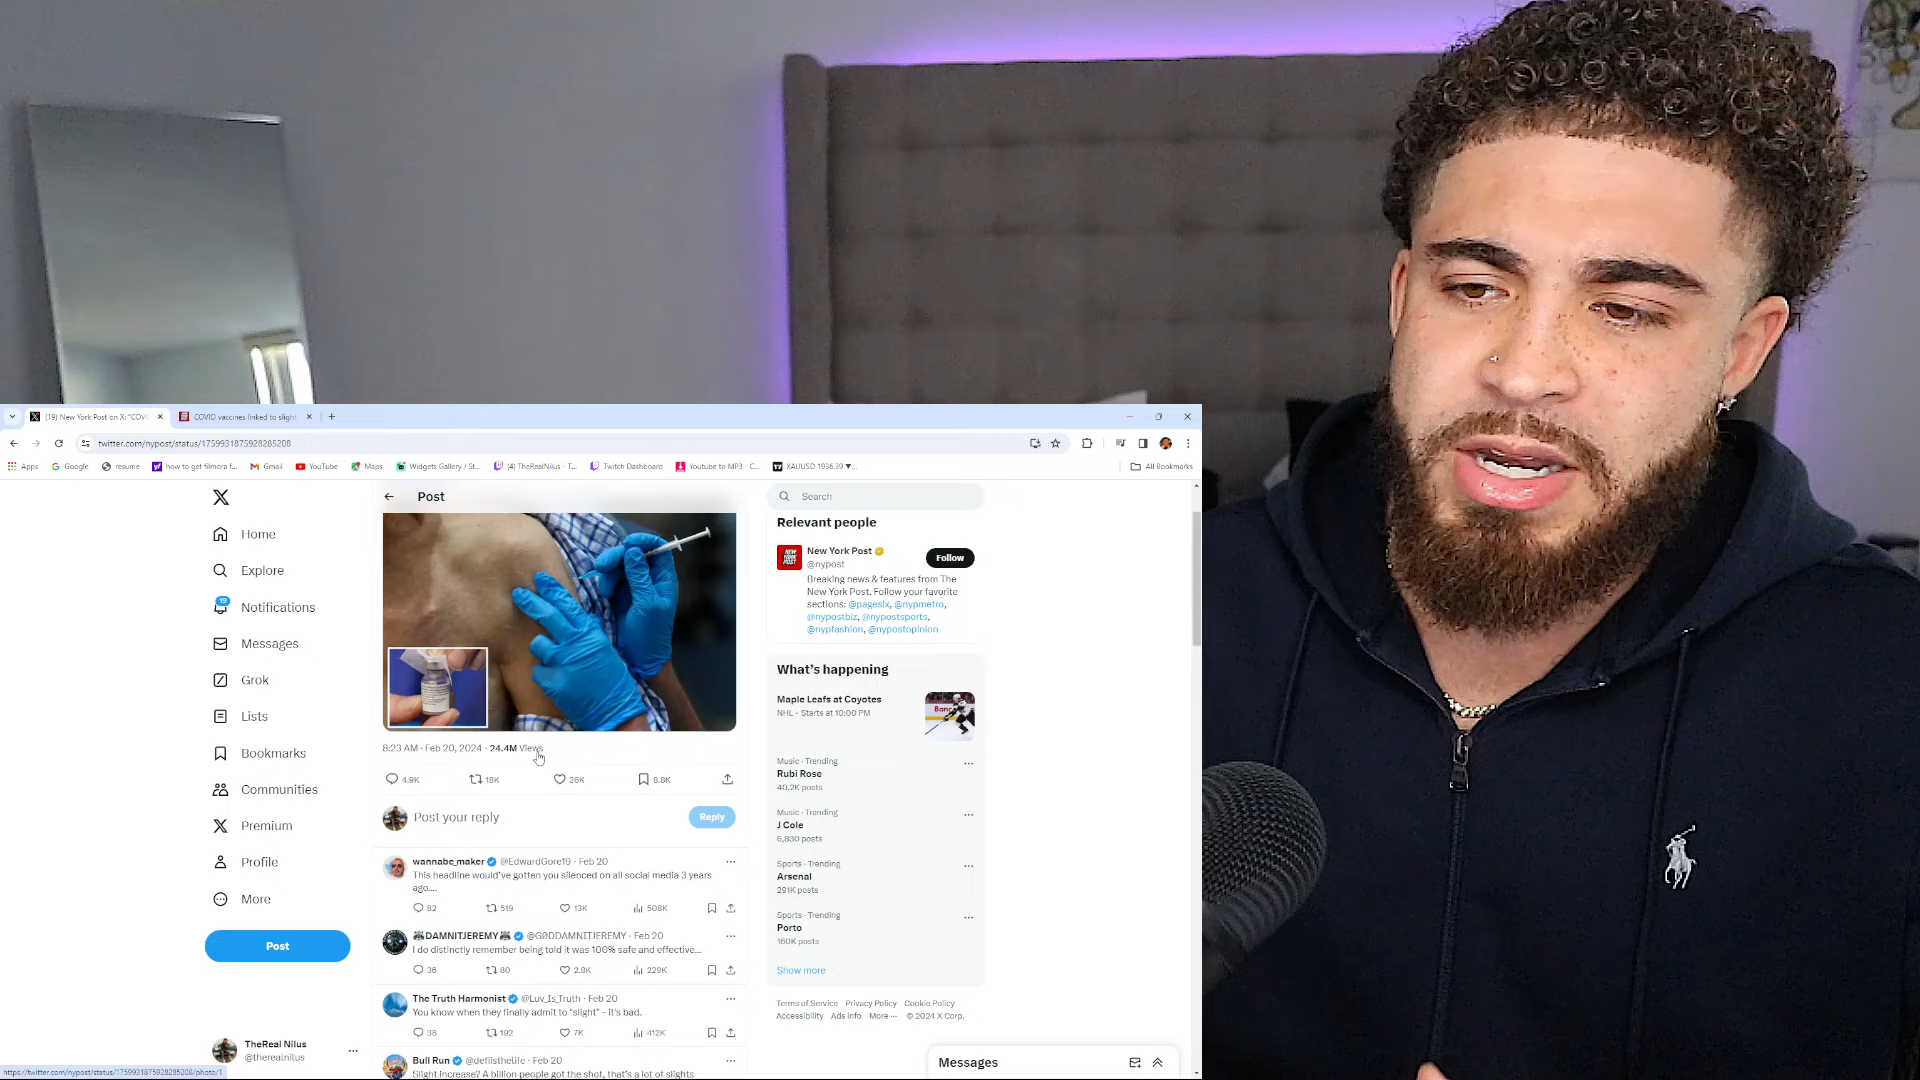 (19) New York Post on X: "COVI
COVID vaccines linked to slight
twitter.com/nypost/status/1759931875928285208
Apps
Google
resume
how to get filmora f...
Gmail
YouTube
Maps
Widgets Gallery / St...
(4) TheRealNilus - T...
Twitch Dashboard
Youtube to MP3 - C...
XAUUSD 1936.39 ▼...
All Bookmarks
Home
Explore
19
Notifications
Messages
Grok
Lists
Bookmarks
Communities
Premium
Profile
More
Post
TheReal Nilus
@therealnilus
https://twitter.com/nypost/status/1759931875928285208/photo/1
Post
8:23 AM · Feb 20, 2024 · 24.4M Views
4.9K 18K 26K 8.8K
Post your reply
Reply
wannabe_maker @EdwardGore19 · Feb 20
This headline would've gotten you silenced on all social media 3 years
ago....
82 519 13K 508K
DAMNITJEREMY @G0DDAMNITJEREMY · Feb 20
I do distinctly remember being told it was 100% safe and effective...
36 80 2.8K 229K
The Truth Harmonist @Luv_Is_Truth · Feb 20
You know when they finally admit to "slight" - it's bad.
38 192 7K 412K
Bull Run @defiisthelife · Feb 20
Slight increase? A billion people got the shot, that's a lot of slights
Search
Relevant people
NEW YORK POST
New York Post
@nypost
Follow
Breaking news & features from The
New York Post. Follow your favorite
sections: @pagesix, @nypmetro,
@nypostbiz, @nypostsports,
@nypfashion, @nypostopinion
What's happening
Maple Leafs at Coyotes
NHL · Starts at 10:00 PM
Music · Trending
Rubi Rose
40.2K posts
Music · Trending
J Cole
6,830 posts
Sports · Trending
Arsenal
291K posts
Sports · Trending
Porto
160K posts
Show more
Terms of Service Privacy Policy Cookie Policy
Accessibility Ads info More ··· © 2024 X Corp.
Messages